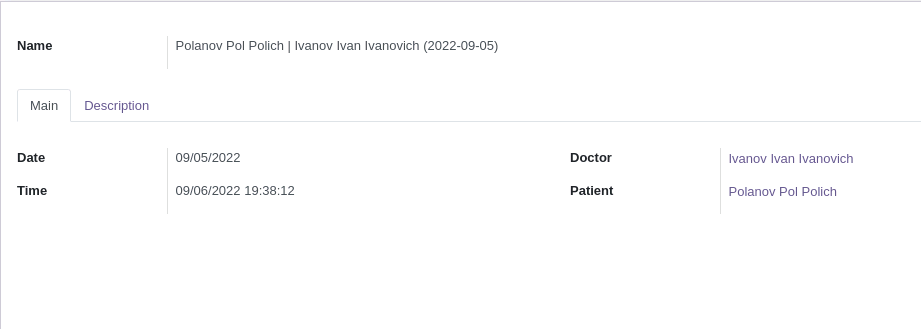 Name Polanov Pol Polich | Ivanov Ivan Ivanovich (2022-09-05)
Main Description
Date 09/05/2022 Doctor Ivanov Ivan Ivanovich
Time 09/06/2022 19:38:12 Patient Polanov Pol Polich